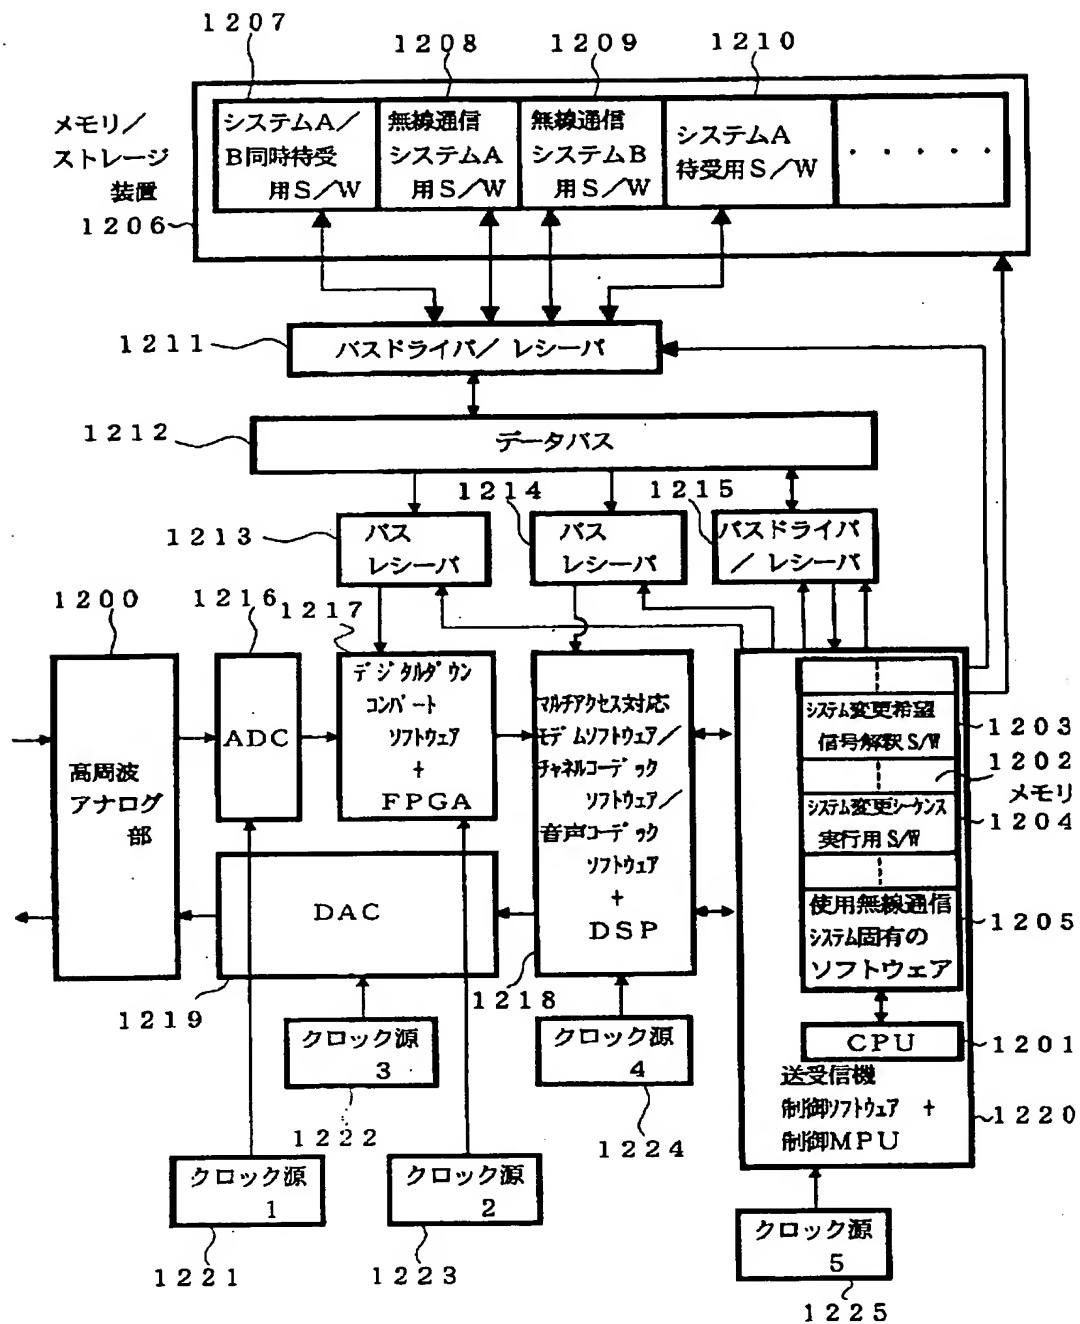 １２０７
１２０８
１２０９
１２１０
メモリ／
ストレージ
装置
１２０６
システムＡ／
Ｂ同時待受
用Ｓ／Ｗ
無線通信
システムＡ
用Ｓ／Ｗ
無線通信
システムＢ
用Ｓ／Ｗ
システムＡ
待受用Ｓ／Ｗ
・・・・・
１２１１
バスドライバ／レシーバ
１２１２
データバス
１２１３
バス
レシーバ
１２１４
バス
レシーバ
１２１５
バスドライバ
／レシーバ
１２００
高周波
アナログ
部
１２１６
ＡＤＣ
１２１７
デジタルダウン
コンバート
ソフトウェア
＋
ＦＰＧＡ
マルチアクセス対応
モデムソフトウェア／
チャネルコーデック
ソフトウェア／
音声コーデック
ソフトウェア
＋
ＤＳＰ
１２１８
ＤＡＣ
１２１９
システム変更希望
信号解釈Ｓ／Ｗ
１２０３
１２０２
メモリ
システム変更シーケンス
実行用Ｓ／Ｗ
１２０４
使用無線通信
システム固有の
ソフトウェア
１２０５
ＣＰＵ
１２０１
送受信機
制御ソフトウェア ＋
制御ＭＰＵ
１２２０
クロック源
３
１２２２
クロック源
４
１２２４
クロック源
１
１２２１
クロック源
２
１２２３
クロック源
５
１２２５